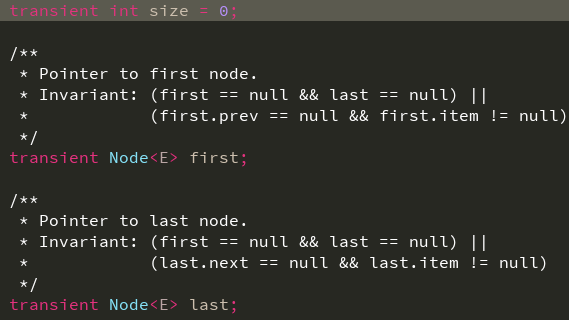 transient int size = 0;
/**
 * Pointer to first node.
 * Invariant: (first == null && last == null) ||
 *            (first.prev == null && first.item != null)
 */
transient Node<E> first;
/**
 * Pointer to last node.
 * Invariant: (first == null && last == null) ||
 *            (last.next == null && last.item != null)
 */
transient Node<E> last;